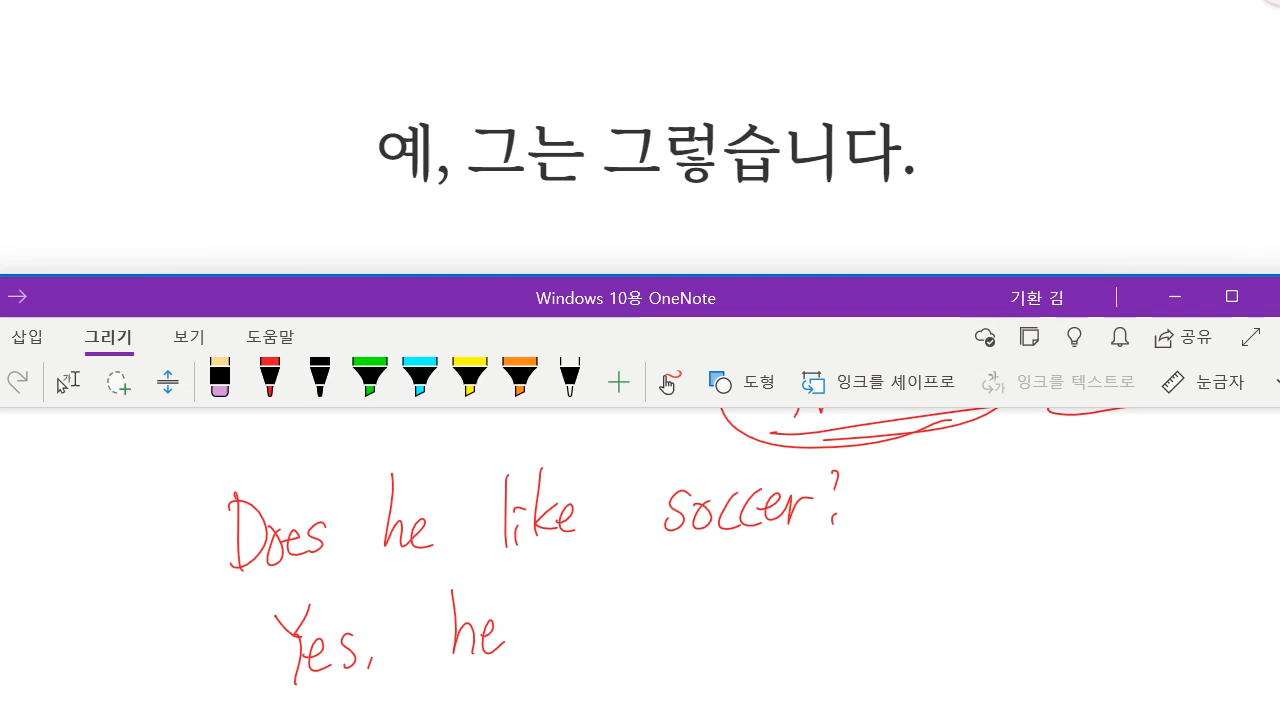 예, 그는 그렇습니다.
Windows 10용 OneNote
기환 김
삽입 그리기 보기 도움말 공유
가 도형 잉크를 셰이프로 잉크를 텍스트로 눈금자
Does he like soccer?
Yes, he